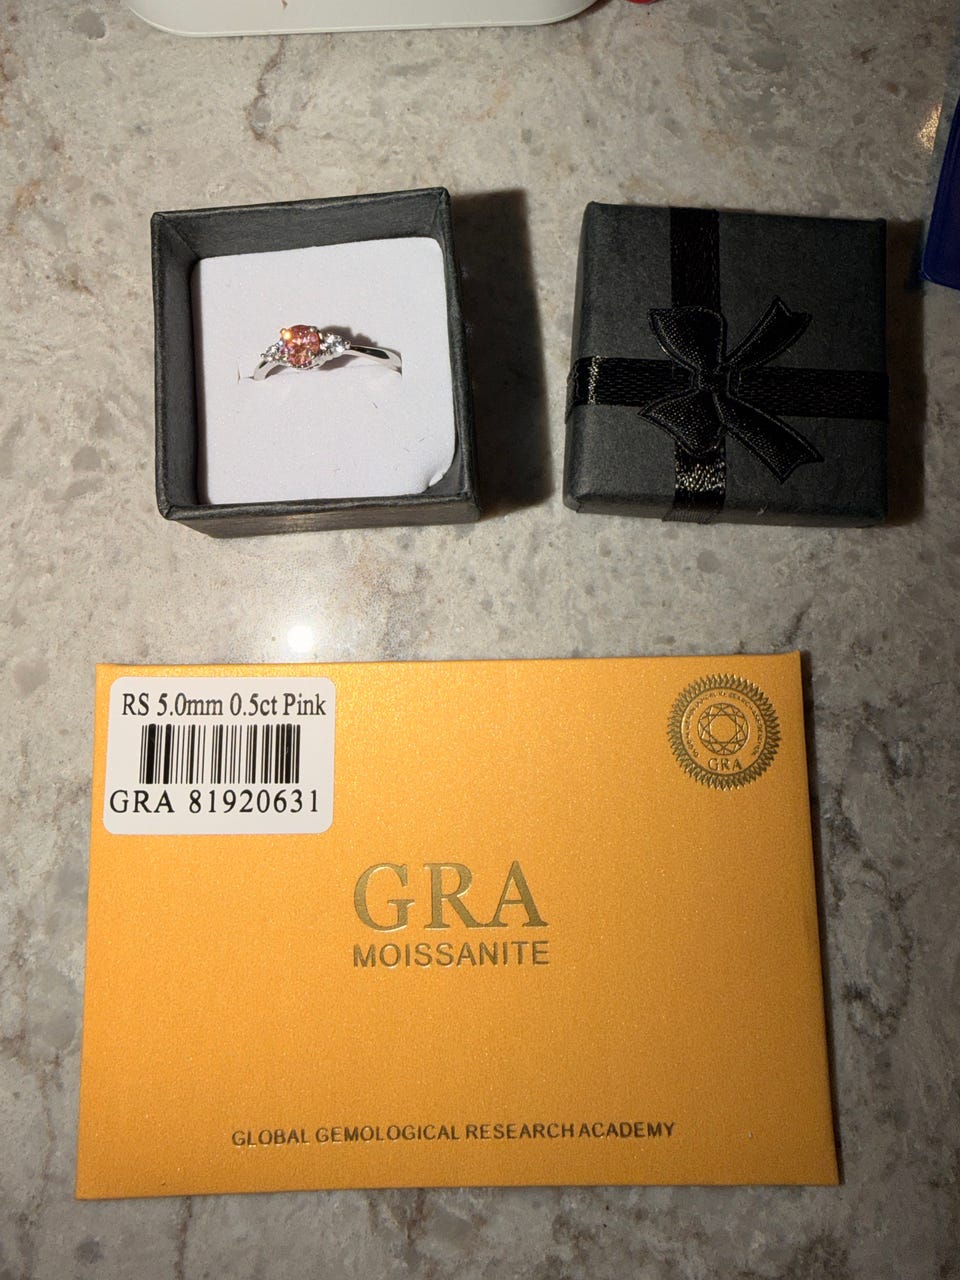 RS 5.0mm 0.5ct Pink
GRA 81920631
GRA
GRA
MOISSANITE
GLOBAL GEMOLOGICAL RESEARCH ACADEMY